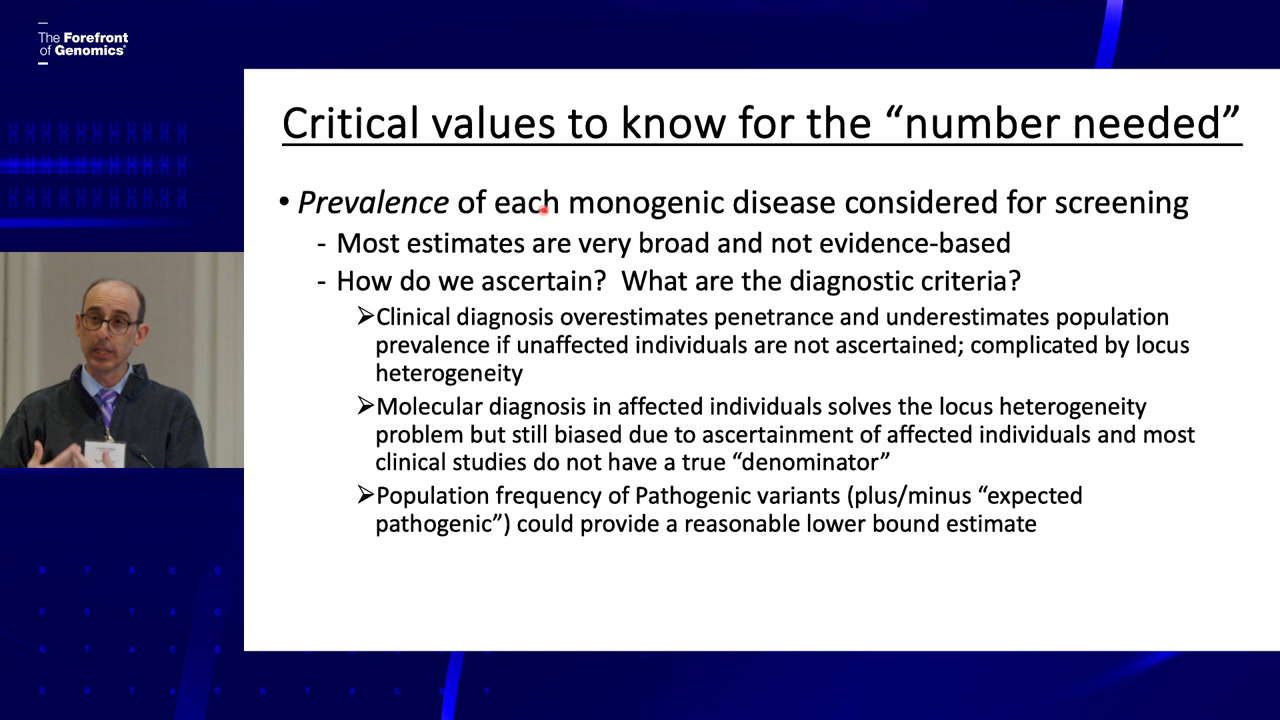 The Forefront
of Genomics®
Critical values to know for the “number needed”
• Prevalence of each monogenic disease considered for screening
- Most estimates are very broad and not evidence-based
- How do we ascertain? What are the diagnostic criteria?
➢Clinical diagnosis overestimates penetrance and underestimates population
prevalence if unaffected individuals are not ascertained; complicated by locus
heterogeneity
➢Molecular diagnosis in affected individuals solves the locus heterogeneity
problem but still biased due to ascertainment of affected individuals and most
clinical studies do not have a true “denominator”
➢Population frequency of Pathogenic variants (plus/minus “expected
pathogenic”) could provide a reasonable lower bound estimate